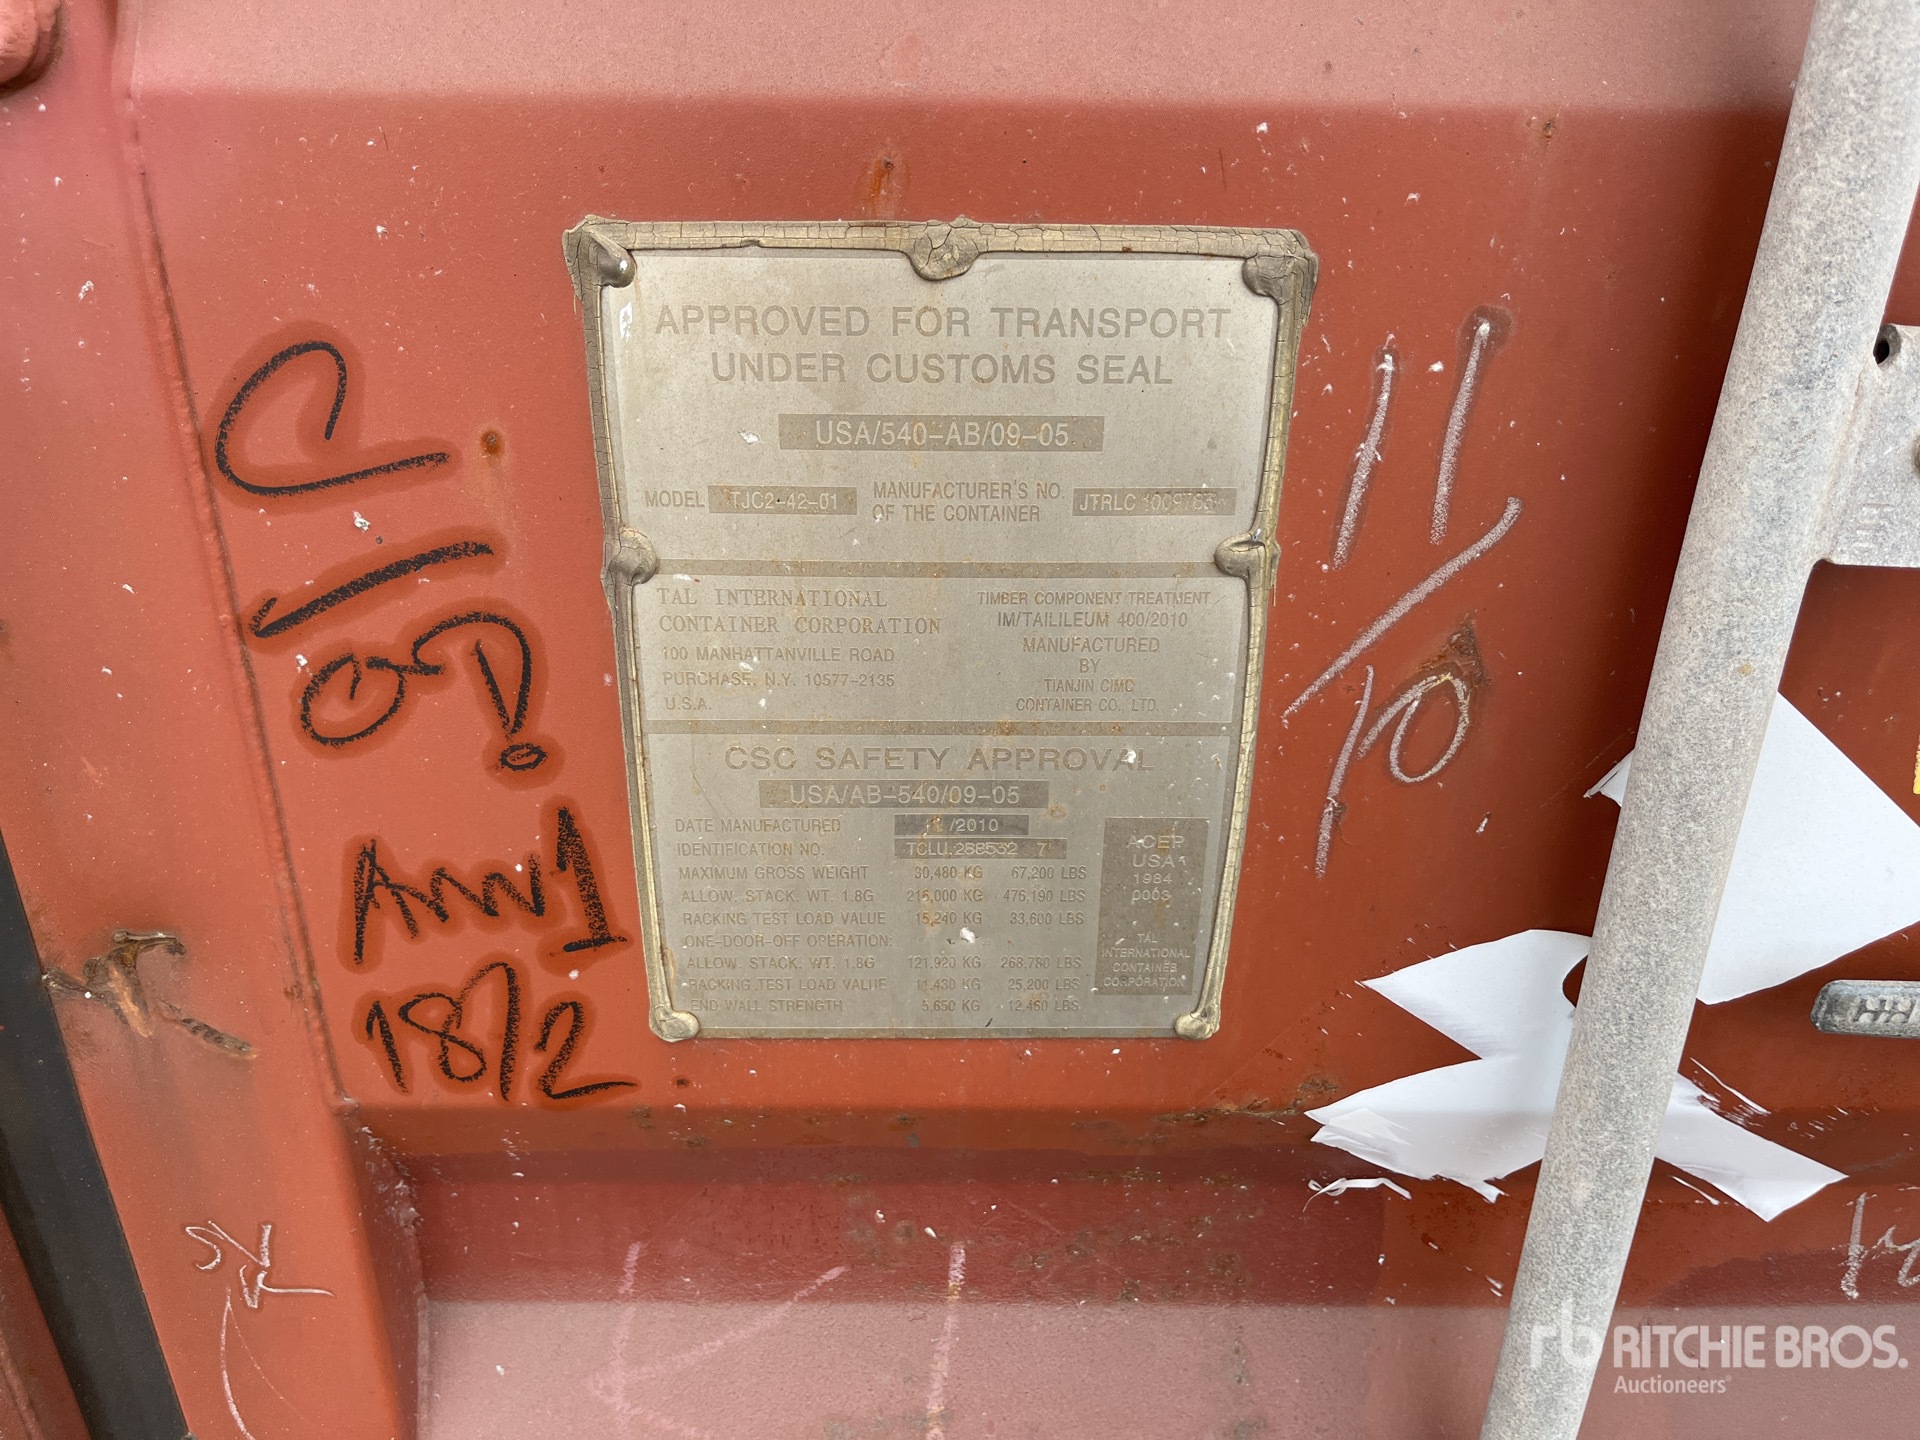 APPROVED FOR TRANSPORT
UNDER CUSTOMS SEAL
USA/540-AB/09-05
MODEL TJC2-42-01 MANUFACTURER'S NO. OF THE CONTAINER JTRLC
TAL INTERNATIONAL
CONTAINER CORPORATION
100 MANHATTANVILLE ROAD
PURCHASE, N.Y. 10577-2135
U.S.A.
TIMBER COMPONENT TREATMENT
IM/TAILILEUM 400/2010
MANUFACTURED
BY
TIANJIN CIMC
CONTAINER CO., LTD.
CSC SAFETY APPROVAL
USA/AB-540/09-05
DATE MANUFACTURED /2010
IDENTIFICATION NO. TCLU 7
MAXIMUM GROSS WEIGHT 30,480 KG 67,200 LBS
ALLOW. STACK. WT. 1.8G 216,000 KG 476,190 LBS
RACKING TEST LOAD VALUE 15,240 KG 33,600 LBS
ONE-DOOR-OFF OPERATION:
ALLOW. STACK. WT. 1.8G 121,920 KG 268,780 LBS
RACKING TEST LOAD VALUE 11,430 KG 25,200 LBS
END WALL STRENGTH 5,650 KG 12,460 LBS
ACEP
USA
1984
0003
TAL
INTERNATIONAL
CONTAINER
CORPORATION
18/2
11/10
rb RITCHIE BROS.
Auctioneers